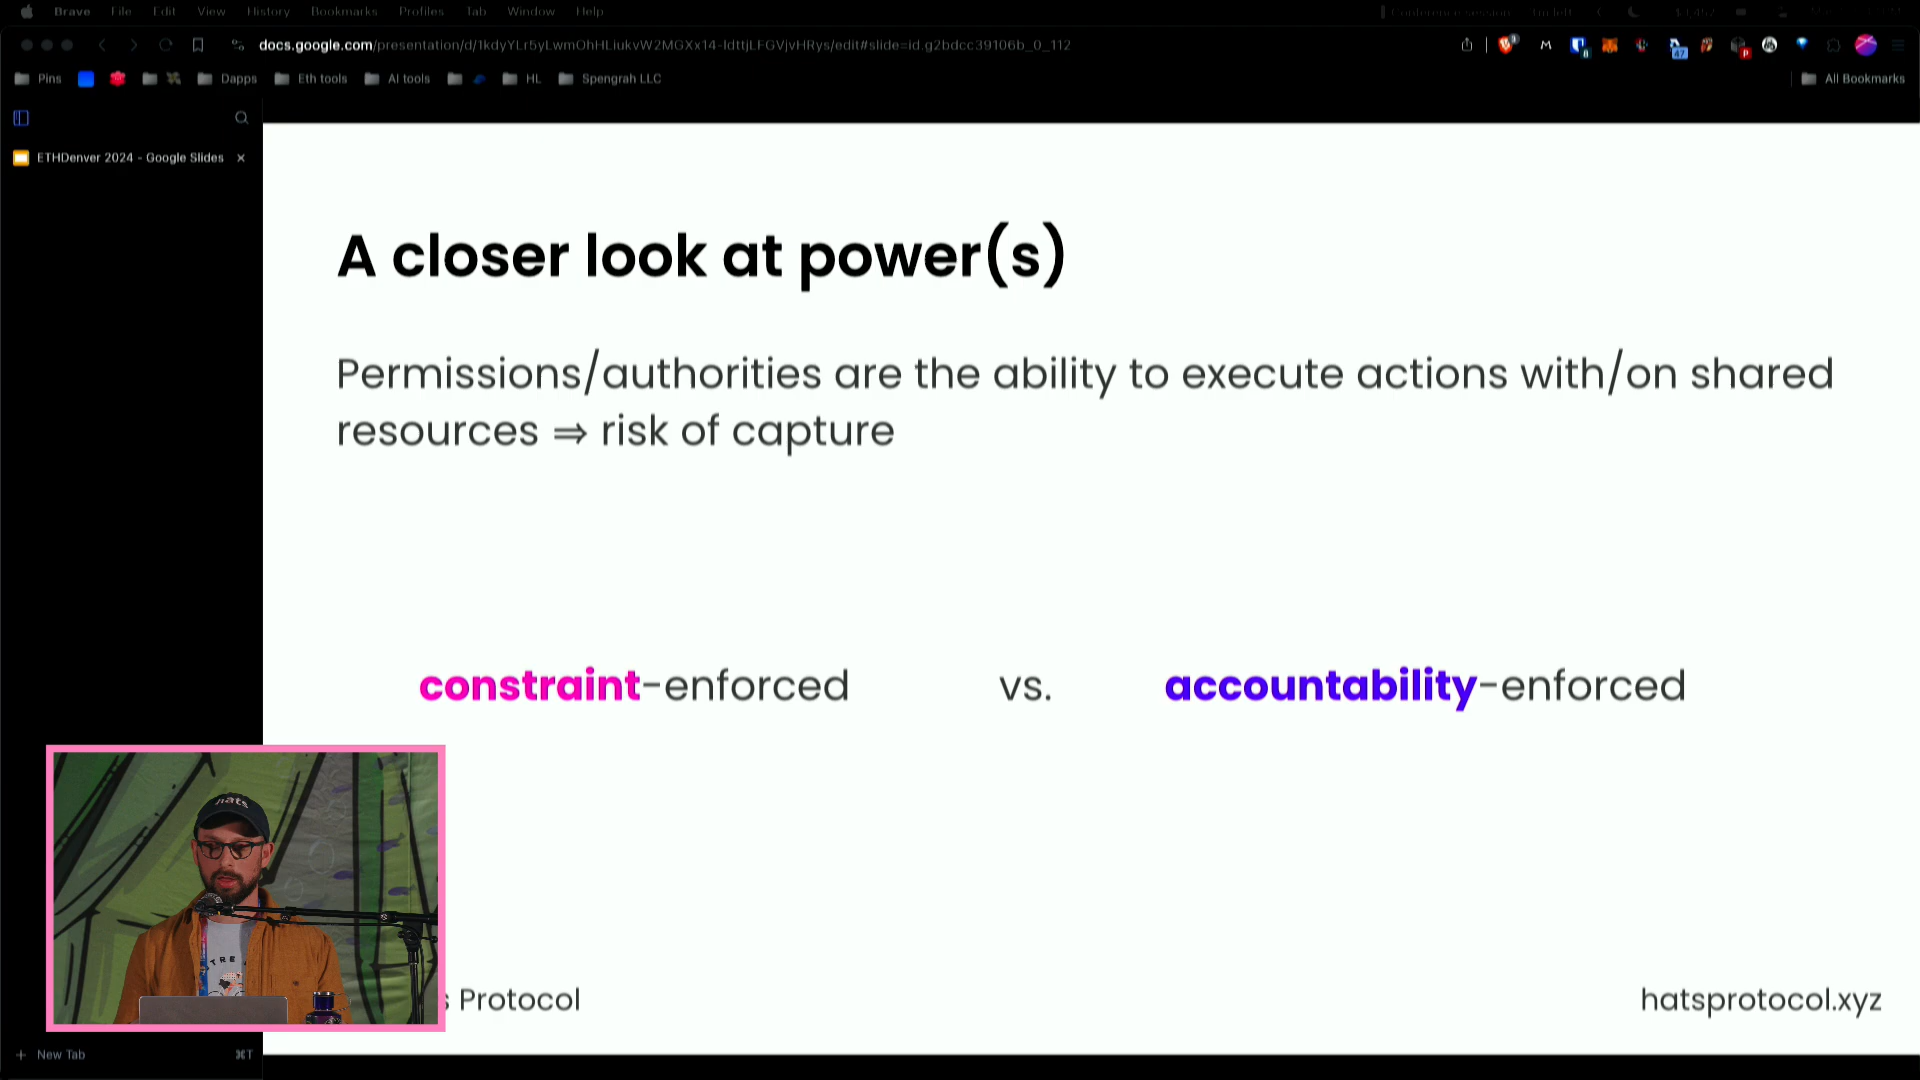 Brave File Edit View History Bookmarks Profiles Tab Window Help
docs.google.com/presentation/d/1kdyYLr5yLwmOhHLiukvW2MGXx14-IdttjLFGVjvHRys/edit#slide=id.g2bdcc39106b_0_112
Pins Dapps Eth tools AI tools HL Spengrah LLC All Bookmarks
ETHDenver 2024 - Google Slides
A closer look at power(s)
Permissions/authorities are the ability to execute actions with/on shared
resources ⇒ risk of capture
constraint-enforced vs. accountability-enforced
hats
s Protocol
hatsprotocol.xyz
New Tab ⌘T